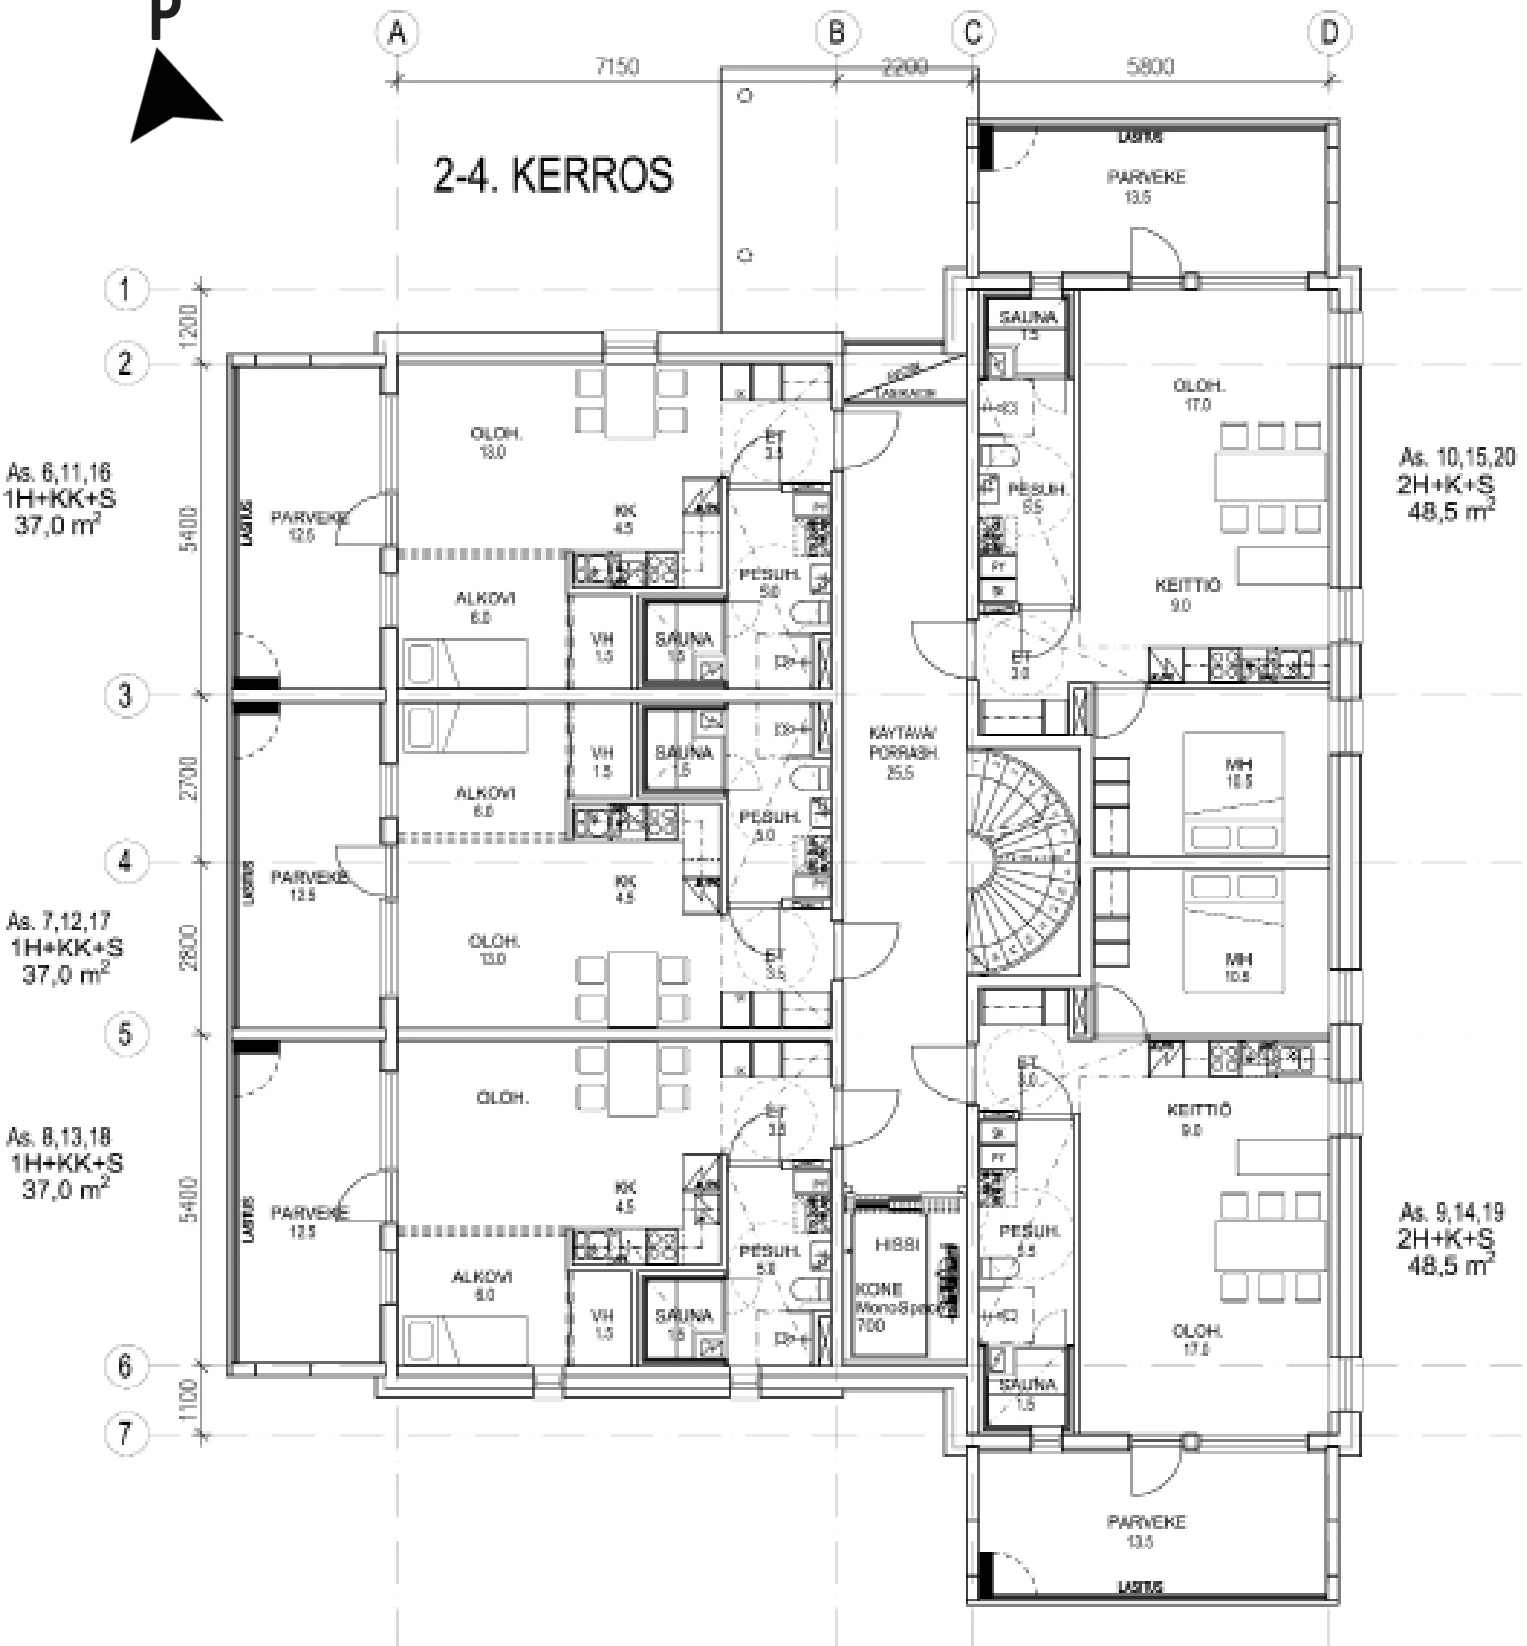 P
A
B
C
D
7150
2200
5800
2-4. KERROS
LASITUS
PARVEKE
13.5
1
1200
2
5400
3
2700
4
2800
5
5400
6
1100
7
As. 6,11,16
1H+KK+S
37,0 m²
LASITUS
PARVEKE
12.5
OLOH.
13.0
ET
3.5
KK
4.5
ALKOVI
6.0
VH
1.5
SAUNA
1.5
PESUH.
5.0
As. 7,12,17
1H+KK+S
37,0 m²
LASITUS
PARVEKE
12.5
ALKOVI
6.0
VH
1.5
SAUNA
1.5
PESUH.
5.0
KK
4.5
OLOH.
13.0
ET
3.5
As. 8,13,18
1H+KK+S
37,0 m²
LASITUS
PARVEKE
12.5
OLOH.
ET
3.5
KK
4.5
ALKOVI
6.0
VH
1.5
SAUNA
1.5
PESUH.
5.0
KÄYTÄVÄ/
PORRASH.
25.5
HISSI
KONE
MonoSpace
700
As. 10,15,20
2H+K+S
48,5 m²
SAUNA
1.5
OLOH.
17.0
PESUH.
5.5
KEITTIÖ
9.0
ET
3.0
MH
10.5
MH
10.5
ET
3.0
KEITTIÖ
9.0
PESUH.
5.5
OLOH.
17.0
SAUNA
1.5
As. 9,14,19
2H+K+S
48,5 m²
PARVEKE
13.5
LASITUS